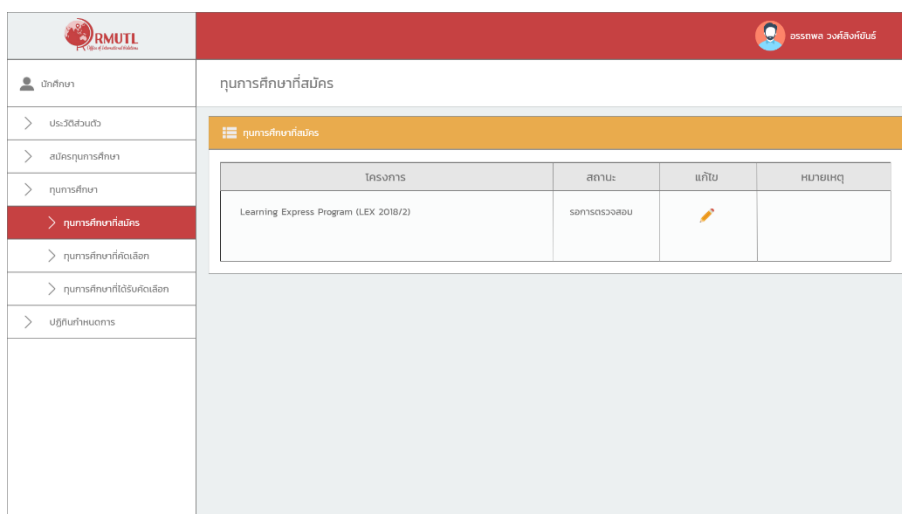 RMUTL
Office of International Relations
อรรถพล วงศ์สิงห์ขันธ์
นักศึกษา
ทุนการศึกษาที่สมัคร
ประวัติส่วนตัว
สมัครทุนการศึกษา
ทุนการศึกษา
ทุนการศึกษาที่สมัคร
ทุนการศึกษาที่คัดเลือก
ทุนการศึกษาที่ได้รับคัดเลือก
ปฏิทินกำหนดการ
ทุนการศึกษาที่สมัคร
โครงการ สถานะ แก้ไข หมายเหตุ
Learning Express Program (LEX 2018/2) รอการตรวจสอบ